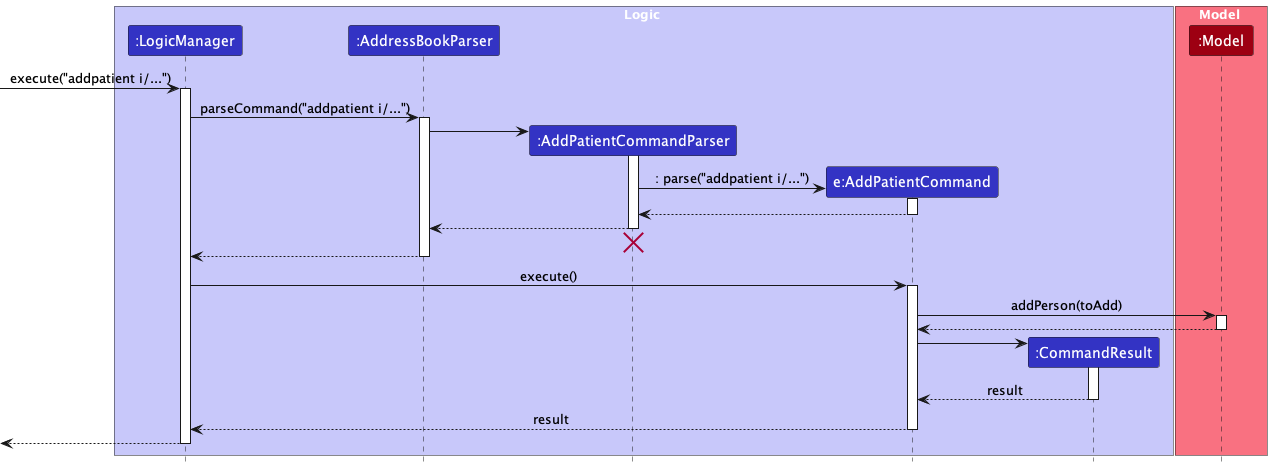 Logic
Model
:LogicManager
:AddressBookParser
:Model
execute("addpatient i/...")
parseCommand("addpatient i/...")
:AddPatientCommandParser
: parse("addpatient i/...")
e:AddPatientCommand
execute()
addPerson(toAdd)
:CommandResult
result
result